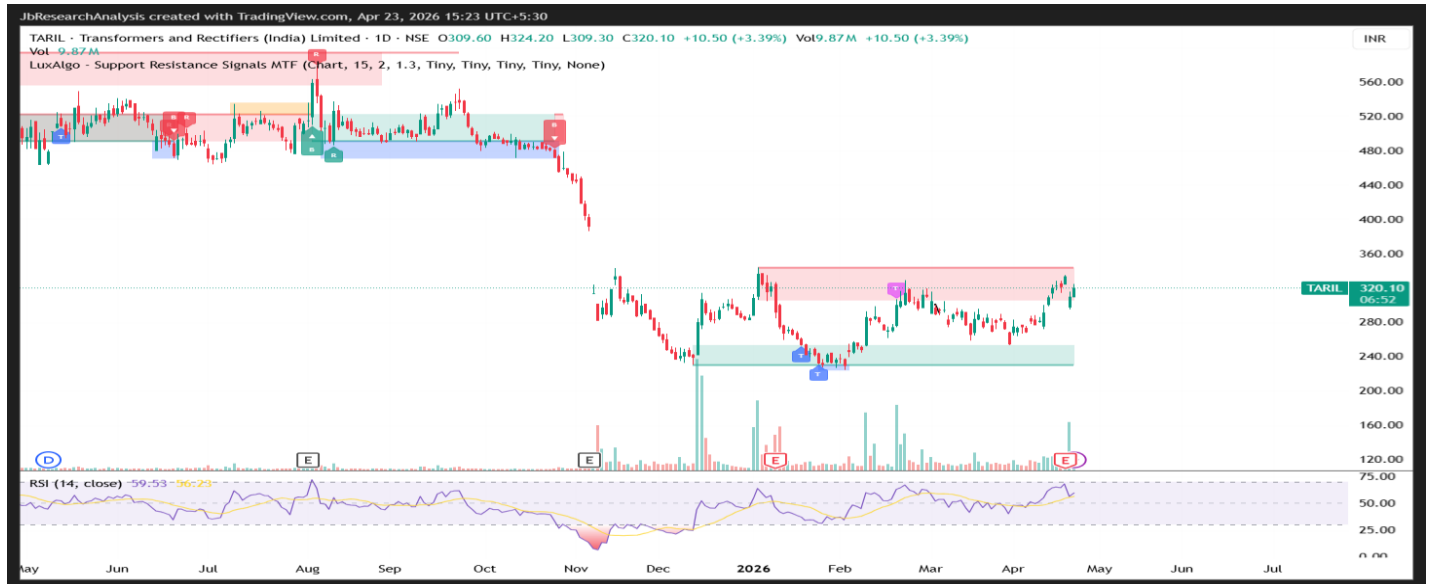 JbResearchAnalysis created with TradingView.com, Apr 23, 2026 15:23 UTC+5:30
TARIL · Transformers and Rectifiers (India) Limited · 1D · NSE O309.60 H324.20 L309.30 C320.10 +10.50 (+3.39%) Vol9.87M +10.50 (+3.39%)
INR
Vol 9.87M
LuxAlgo - Support Resistance Signals MTF (Chart, 15, 2, 1.3, Tiny, Tiny, Tiny, Tiny, None)
560.00
520.00
480.00
440.00
400.00
360.00
TARIL 320.10
06:52
280.00
240.00
200.00
160.00
120.00
R
B
T
R
R
B
T
T
T
D
E
E
E
E
RSI (14, close) 59.53 56.23
75.00
50.00
25.00
0.00
May Jun Jul Aug Sep Oct Nov Dec 2026 Feb Mar Apr May Jun Jul